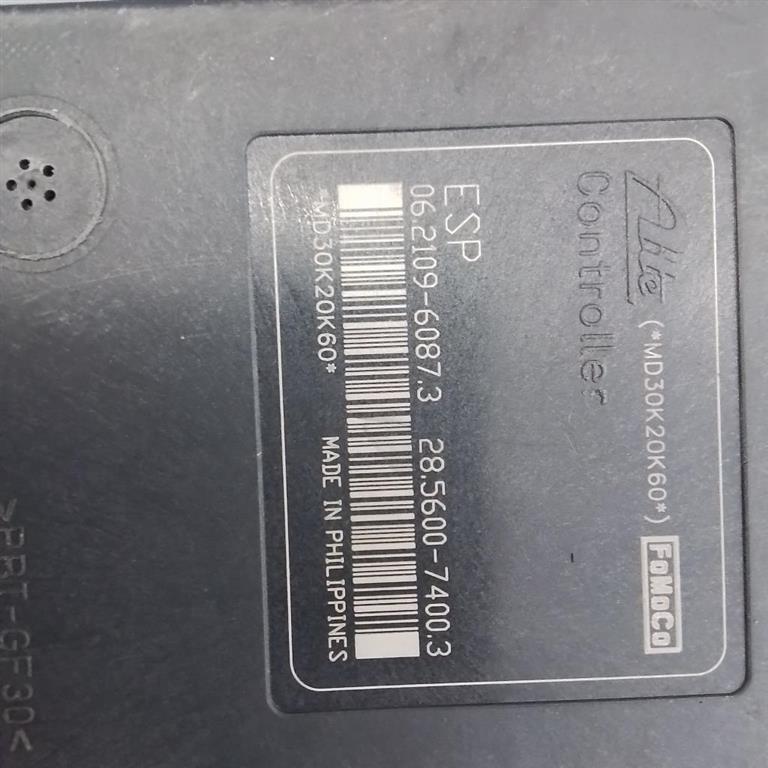 Ate (*MD30K20K60*) FoMoCo
Controller
ESP
06.2109-6087.3 28.5600-7400.3
*MD30K20K60* MADE IN PHILIPPINES
>PBT-GF30<